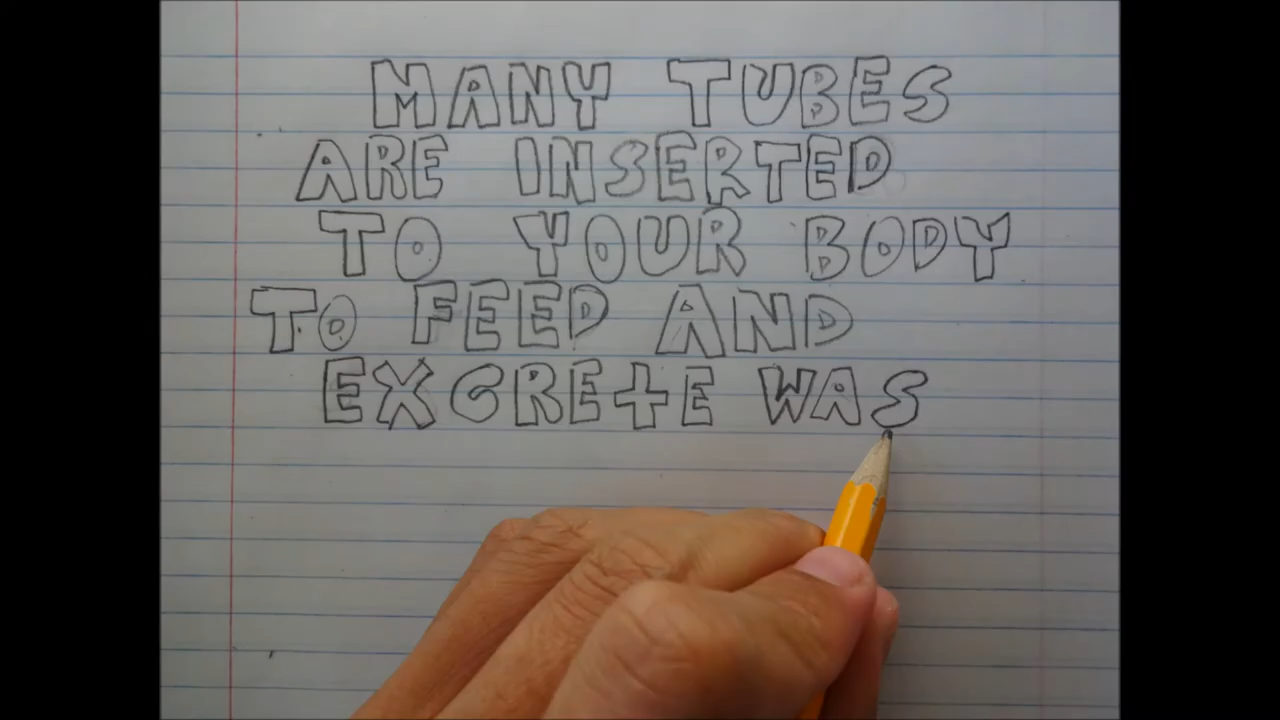 MANY TUBES
ARE INSERTED
TO YOUR BODY
TO FEED AND
EXCRETE WAS